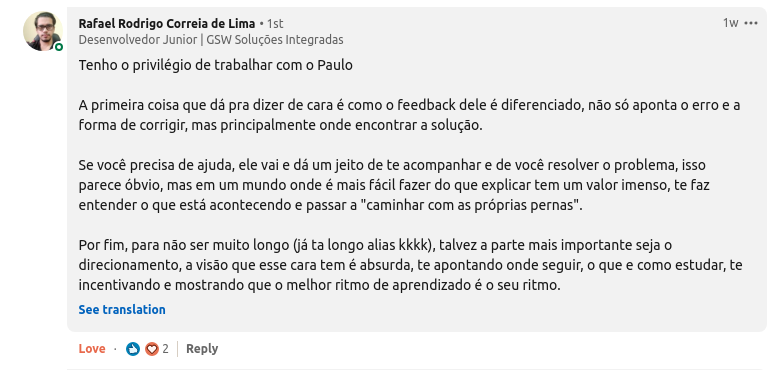 Rafael Rodrigo Correia de Lima • 1st
1w •••
Desenvolvedor Junior | GSW Soluções Integradas
Tenho o privilégio de trabalhar com o Paulo
A primeira coisa que dá pra dizer de cara é como o feedback dele é diferenciado, não só aponta o erro e a
forma de corrigir, mas principalmente onde encontrar a solução.
Se você precisa de ajuda, ele vai e dá um jeito de te acompanhar e de você resolver o problema, isso
parece óbvio, mas em um mundo onde é mais fácil fazer do que explicar tem um valor imenso, te faz
entender o que está acontecendo e passar a "caminhar com as próprias pernas".
Por fim, para não ser muito longo (já ta longo alias kkkk), talvez a parte mais importante seja o
direcionamento, a visão que esse cara tem é absurda, te apontando onde seguir, o que e como estudar, te
incentivando e mostrando que o melhor ritmo de aprendizado é o seu ritmo.
See translation
Love · 2 | Reply